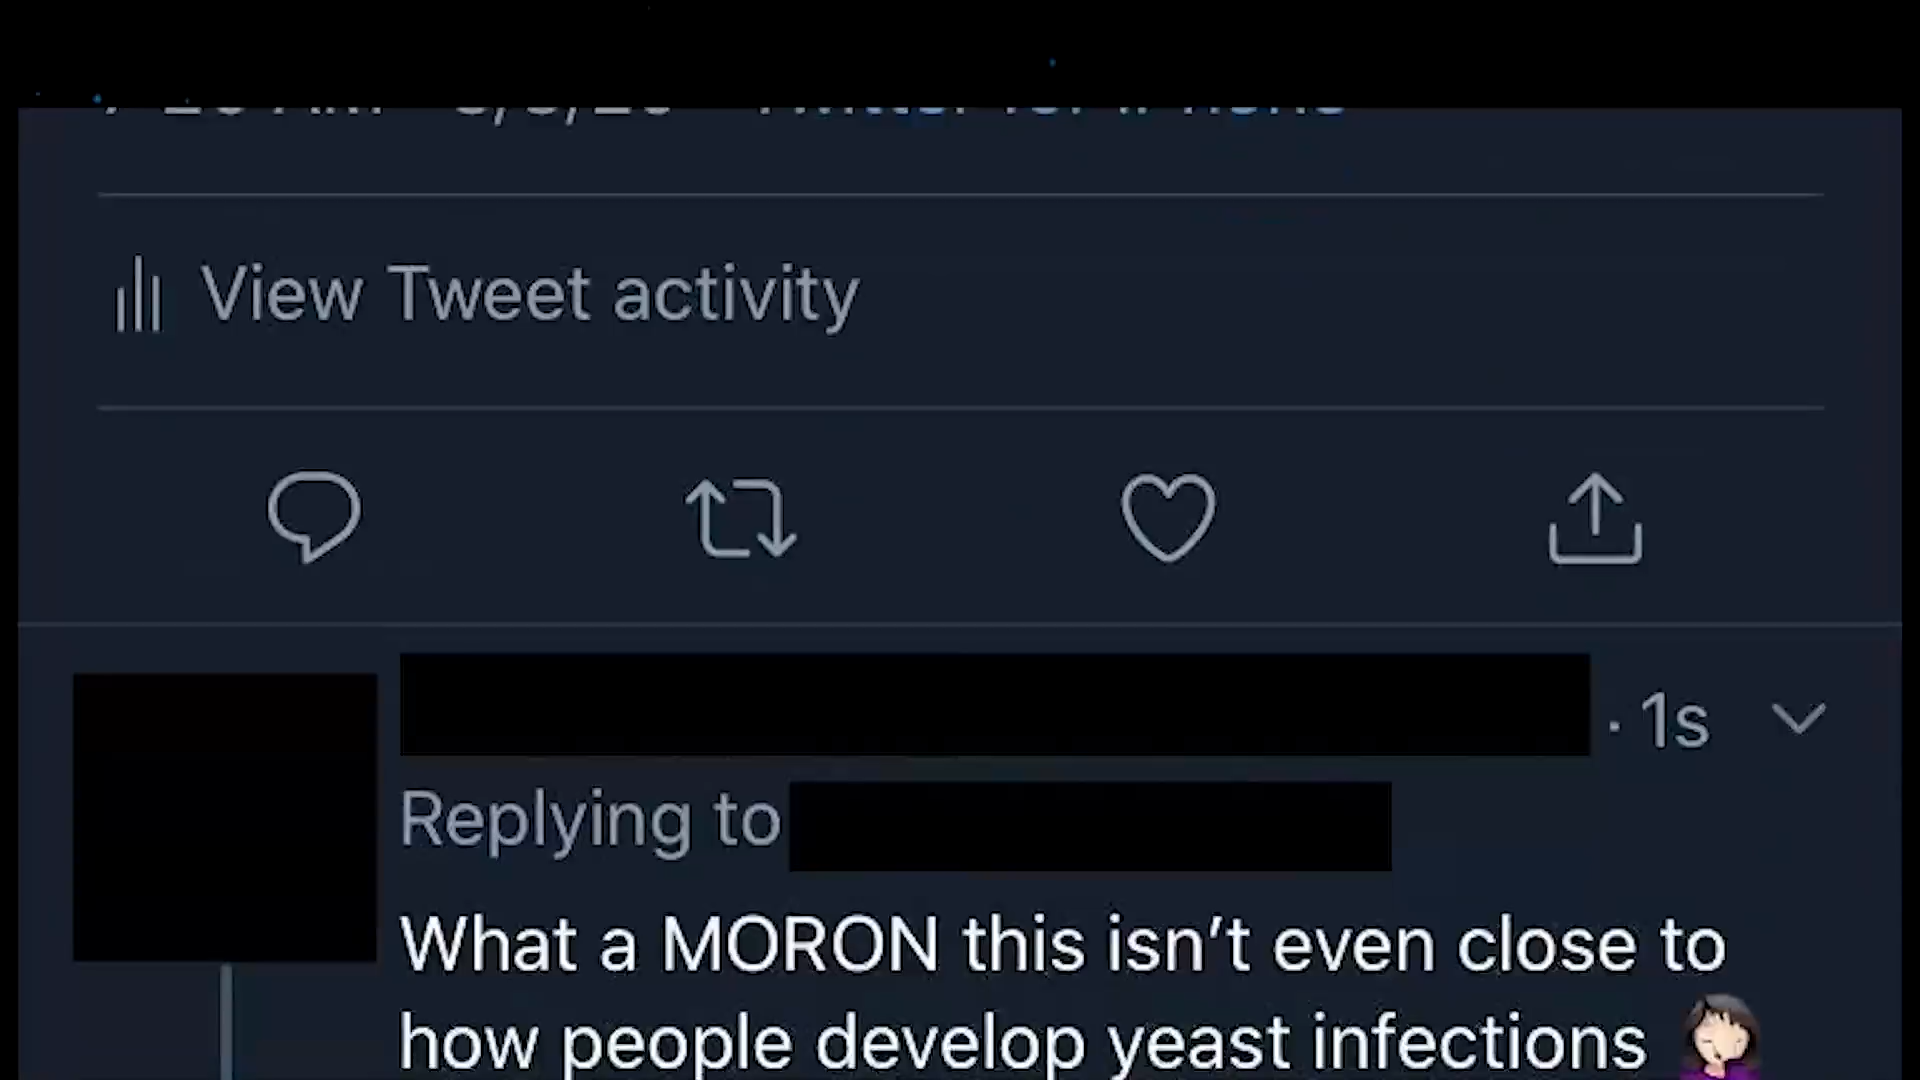 View Tweet activity
· 1s
Replying to
What a MORON this isn’t even close to
how people develop yeast infections 🤦🏻‍♀️